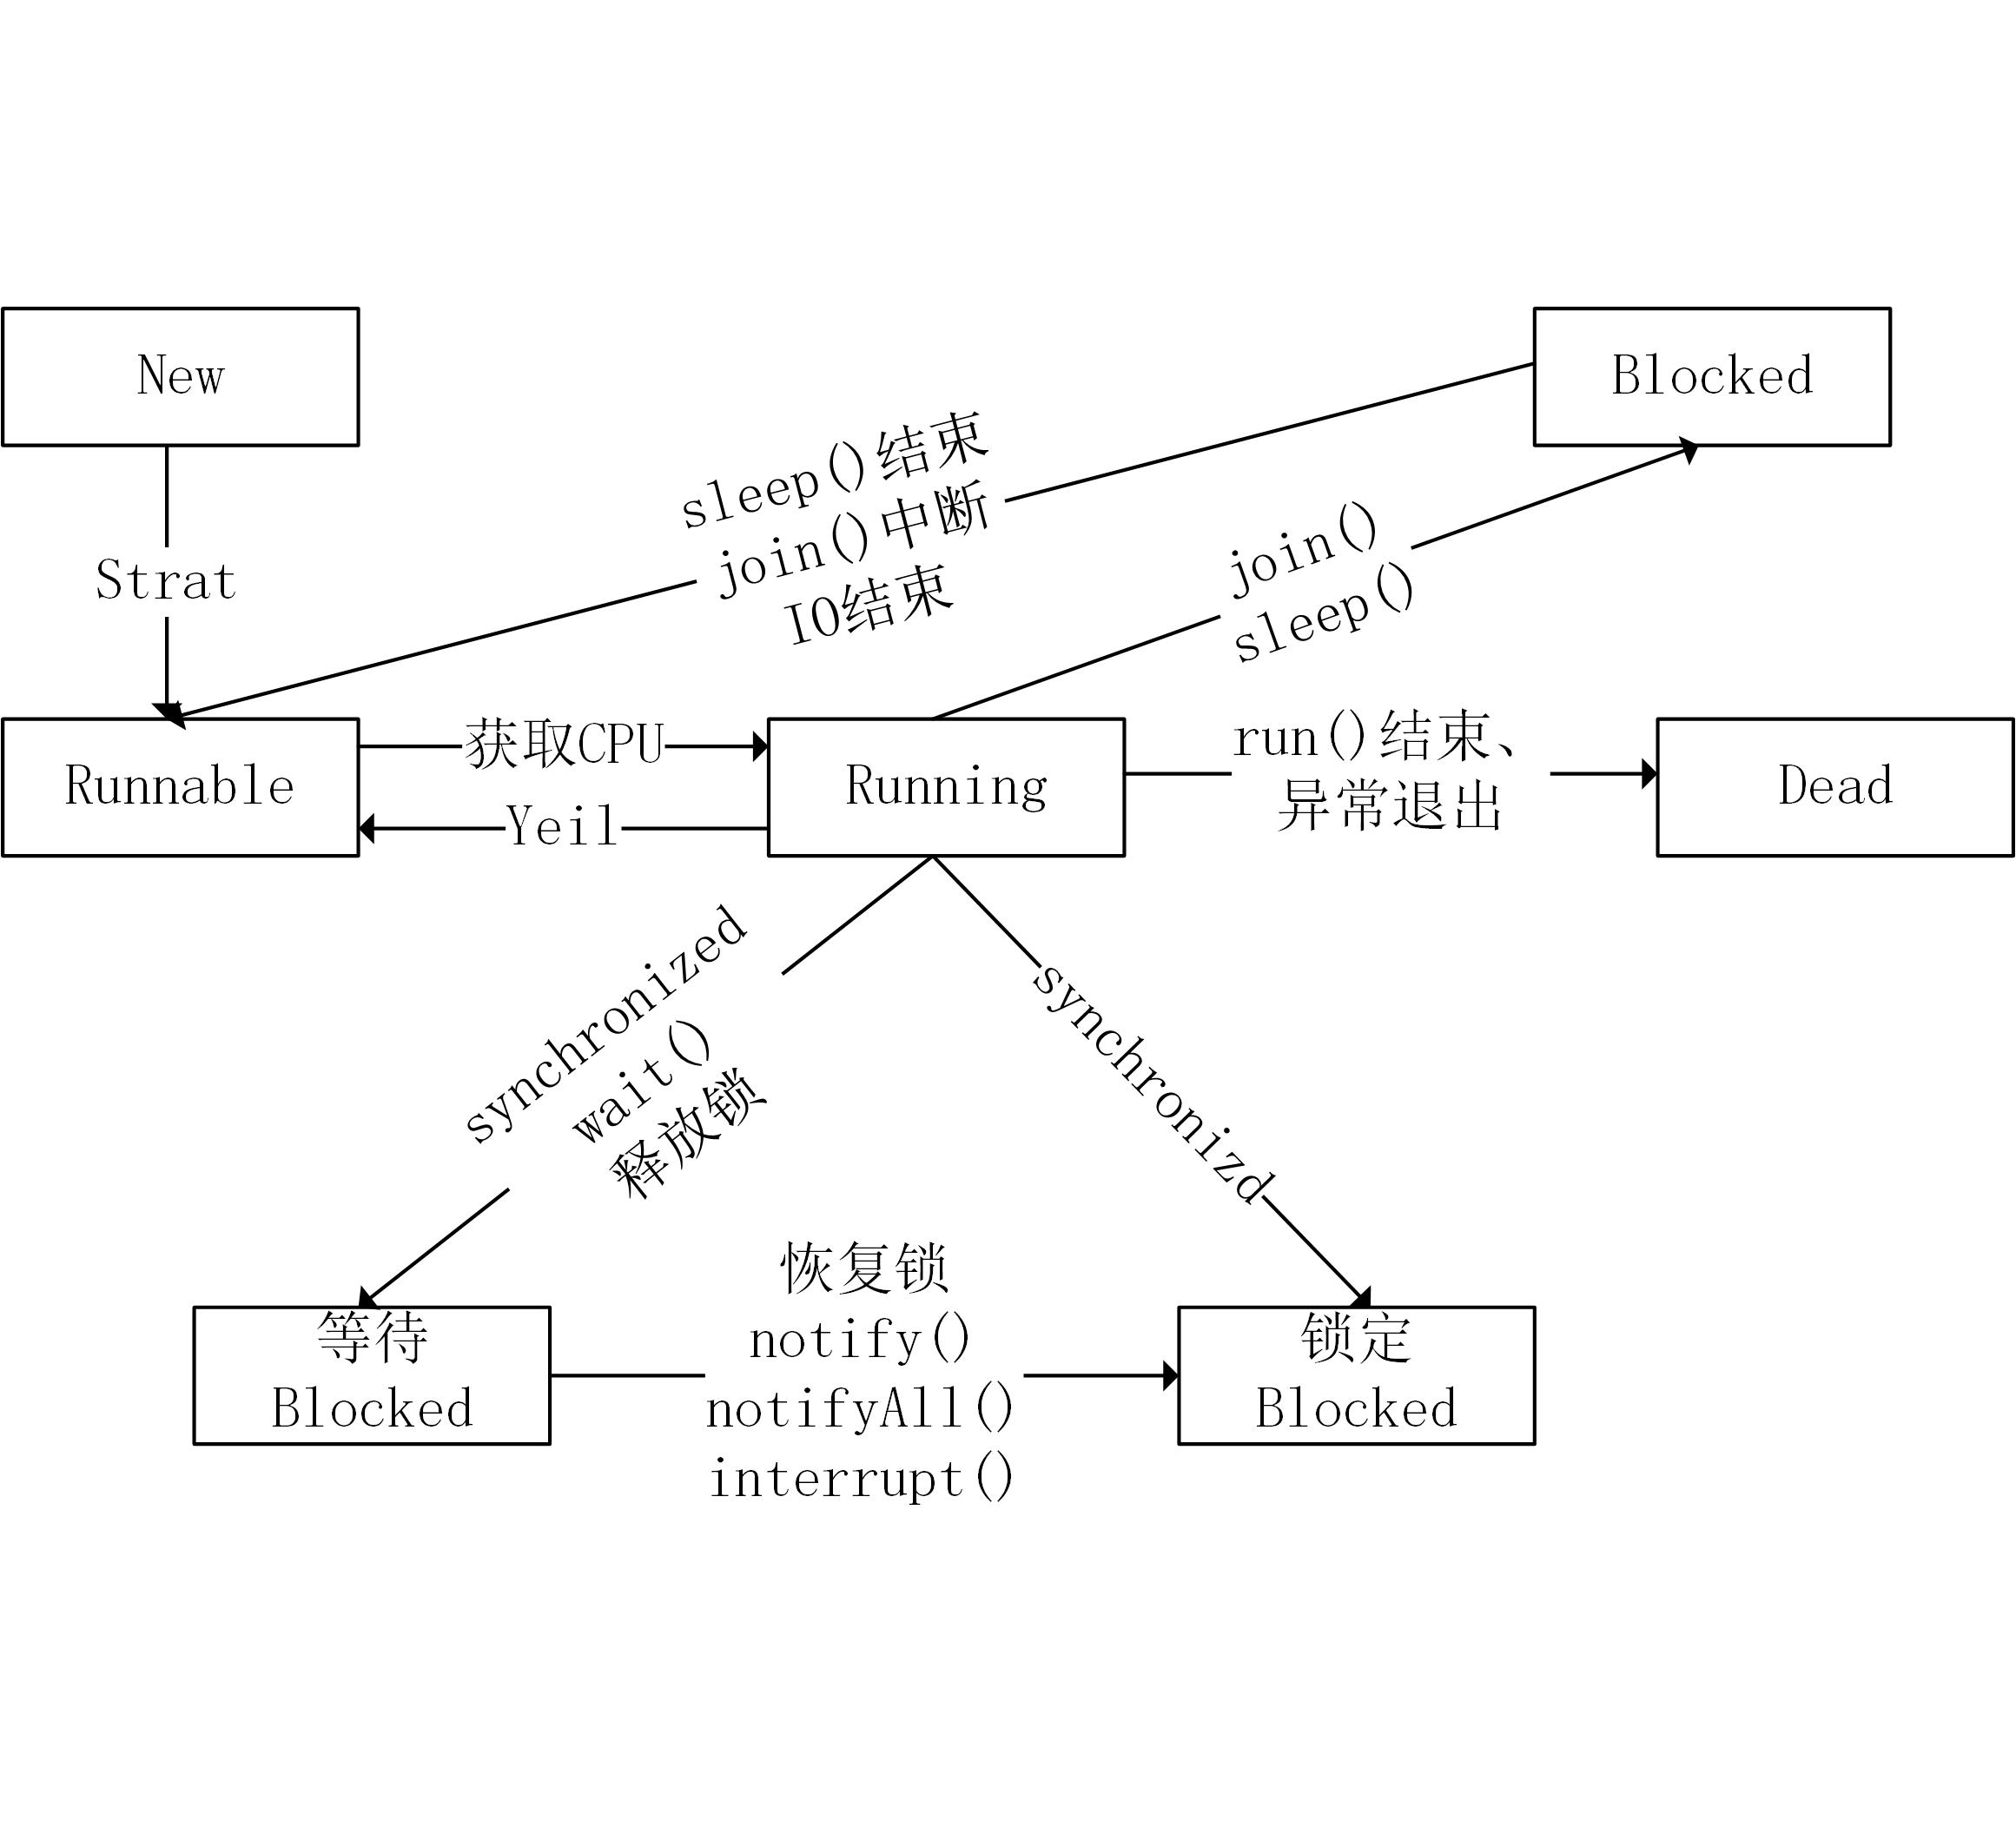 New
Blocked
sleep()结束
join()中断
IO结束
join()
sleep()
Strat
Runnable
获取CPU
Yeil
Running
run()结束、
异常退出
Dead
synchronized
wait()
释放锁
synchronizd
等待
Blocked
恢复锁
notify()
notifyAll()
interrupt()
锁定
Blocked